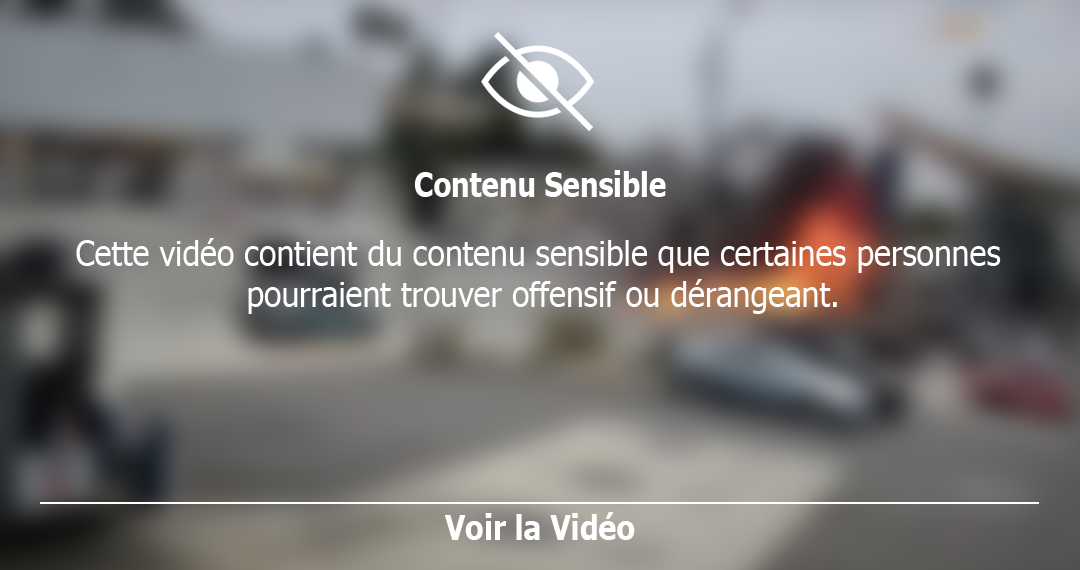 Contenu Sensible
Cette vidéo contient du contenu sensible que certaines personnes
pourraient trouver offensif ou dérangeant.
Voir la Vidéo